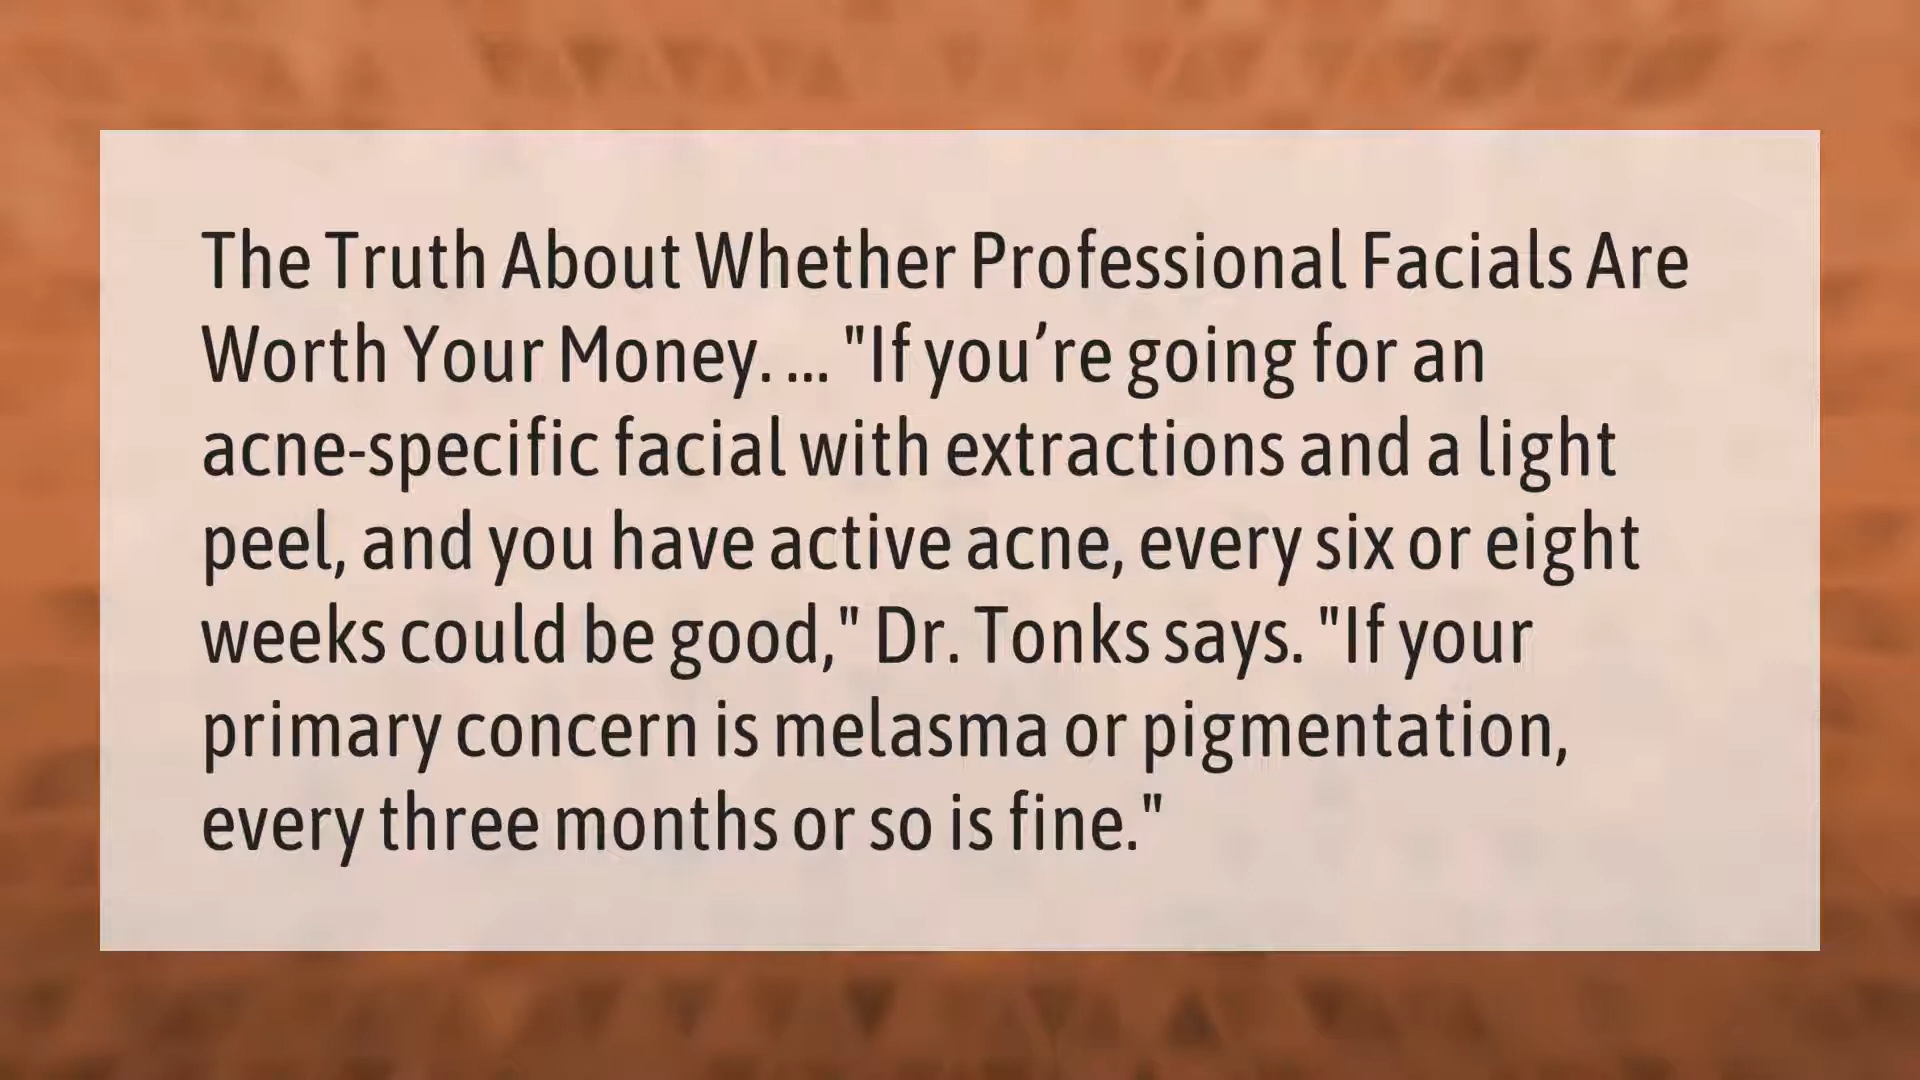 The Truth About Whether Professional Facials Are
Worth Your Money. ... "If you’re going for an
acne-specific facial with extractions and a light
peel, and you have active acne, every six or eight
weeks could be good," Dr. Tonks says. "If your
primary concern is melasma or pigmentation,
every three months or so is fine."